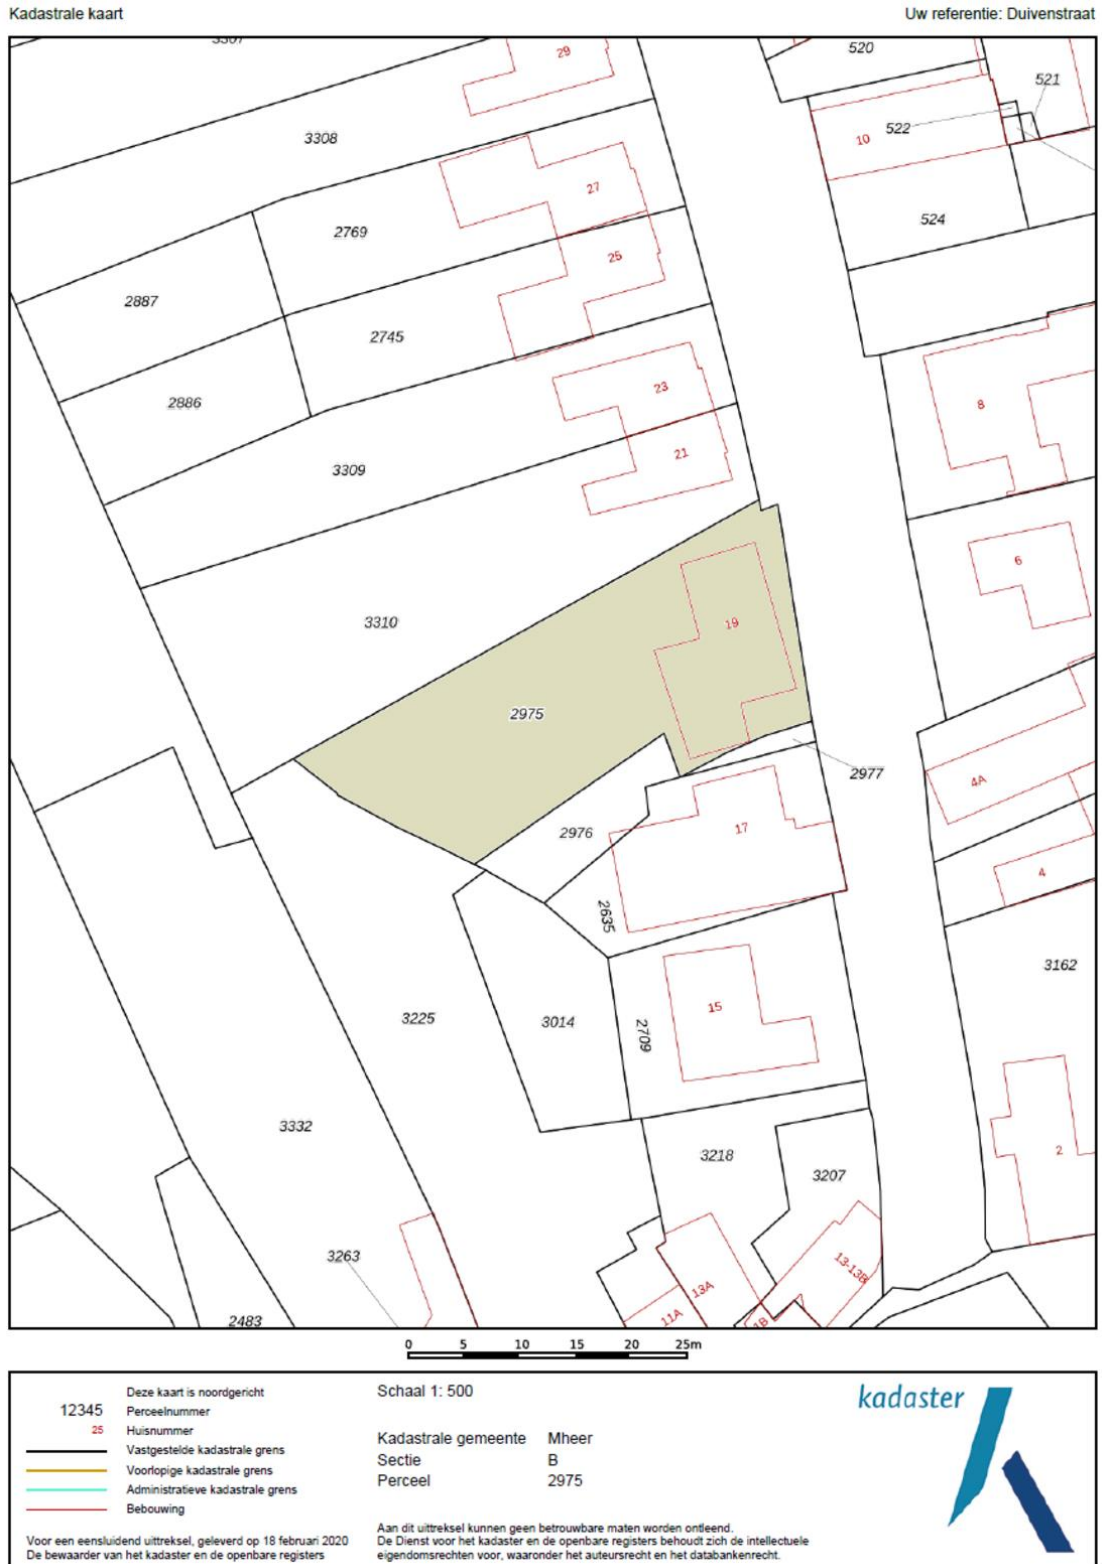 Kadastrale kaart
Uw referentie: Duivenstraat
3307
29
520
521
3308
10
522
27
2769
524
25
2887
2745
23
8
2886
21
3309
6
3310
19
2975
2977
4A
17
2976
4
2635
3162
15
3225
3014
2709
3332
3218
2
3207
3263
13-13B
13A
11A
1B
2483
0 5 10 15 20 25m
Deze kaart is noordgericht
12345 Perceelnummer
25 Huisnummer
Vastgestelde kadastrale grens
Voorlopige kadastrale grens
Administratieve kadastrale grens
Bebouwing
Voor een eensluidend uittreksel, geleverd op 18 februari 2020
De bewaarder van het kadaster en de openbare registers
Schaal 1: 500
Kadastrale gemeente Mheer
Sectie B
Perceel 2975
Aan dit uittreksel kunnen geen betrouwbare maten worden ontleend.
De Dienst voor het kadaster en de openbare registers behoudt zich de intellectuele
eigendomsrechten voor, waaronder het auteursrecht en het databankenrecht.
kadaster